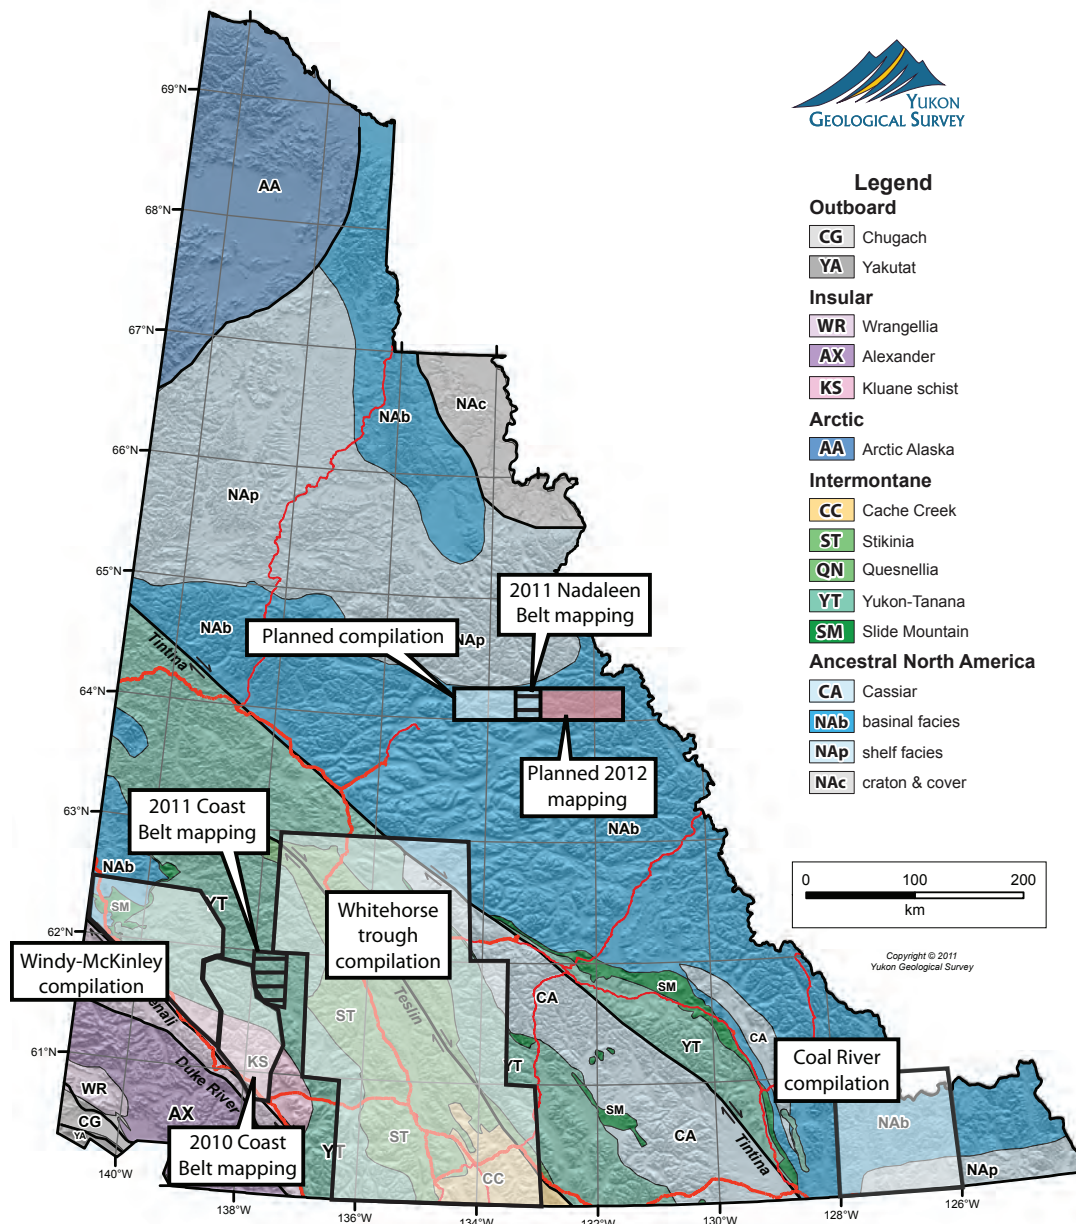 YUKON
GEOLOGICAL SURVEY
Legend
Outboard
CG Chugach
YA Yakutat
Insular
WR Wrangellia
AX Alexander
KS Kluane schist
Arctic
AA Arctic Alaska
Intermontane
CC Cache Creek
ST Stikinia
QN Quesnellia
YT Yukon-Tanana
SM Slide Mountain
Ancestral North America
CA Cassiar
NAb basinal facies
NAp shelf facies
NAc craton & cover
0 100 200
km
Copyright © 2011
Yukon Geological Survey
69°N
68°N
67°N
66°N
65°N
64°N
63°N
62°N
61°N
140°W
138°W
136°W
134°W
132°W
130°W
128°W
126°W
AA
NAc
NAb
NAp
2011 Nadaleen
Belt mapping
Planned compilation
NAb
NAp
Tintina
Planned 2012
mapping
NAb
2011 Coast
Belt mapping
NAb
YT
SM
Whitehorse
trough
compilation
Windy-McKinley
compilation
enali
Duke River
Teslin
ST
KS
WR
CG
YA
AX
2010 Coast
Belt mapping
YT
ST
CC
YT
CA
SM
YT
SM
CA
CA
Tintina
Coal River
compilation
NAb
NAp